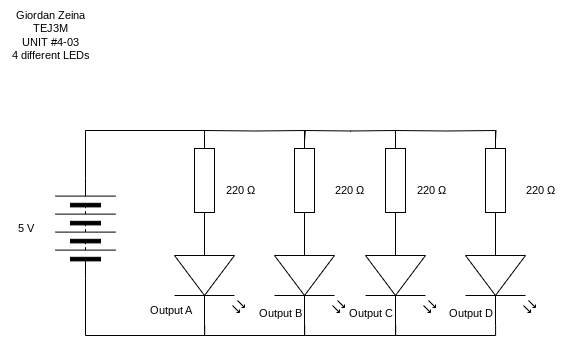 Giordan Zeina
TEJ3M
UNIT #4-03
4 different LEDs
220 Ω
220 Ω
220 Ω
220 Ω
5 V
Output A
Output B
Output C
Output D